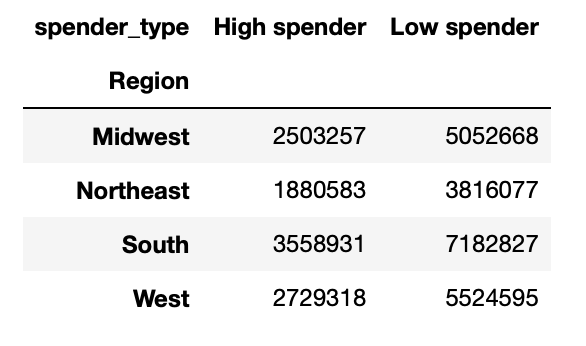 spender_type High spender Low spender
Region
Midwest 2503257 5052668
Northeast 1880583 3816077
South 3558931 7182827
West 2729318 5524595